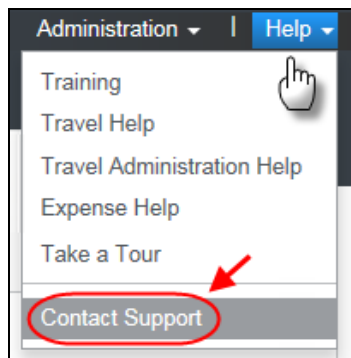 Administration | Help
Training
Travel Help
Travel Administration Help
Expense Help
Take a Tour
Contact Support